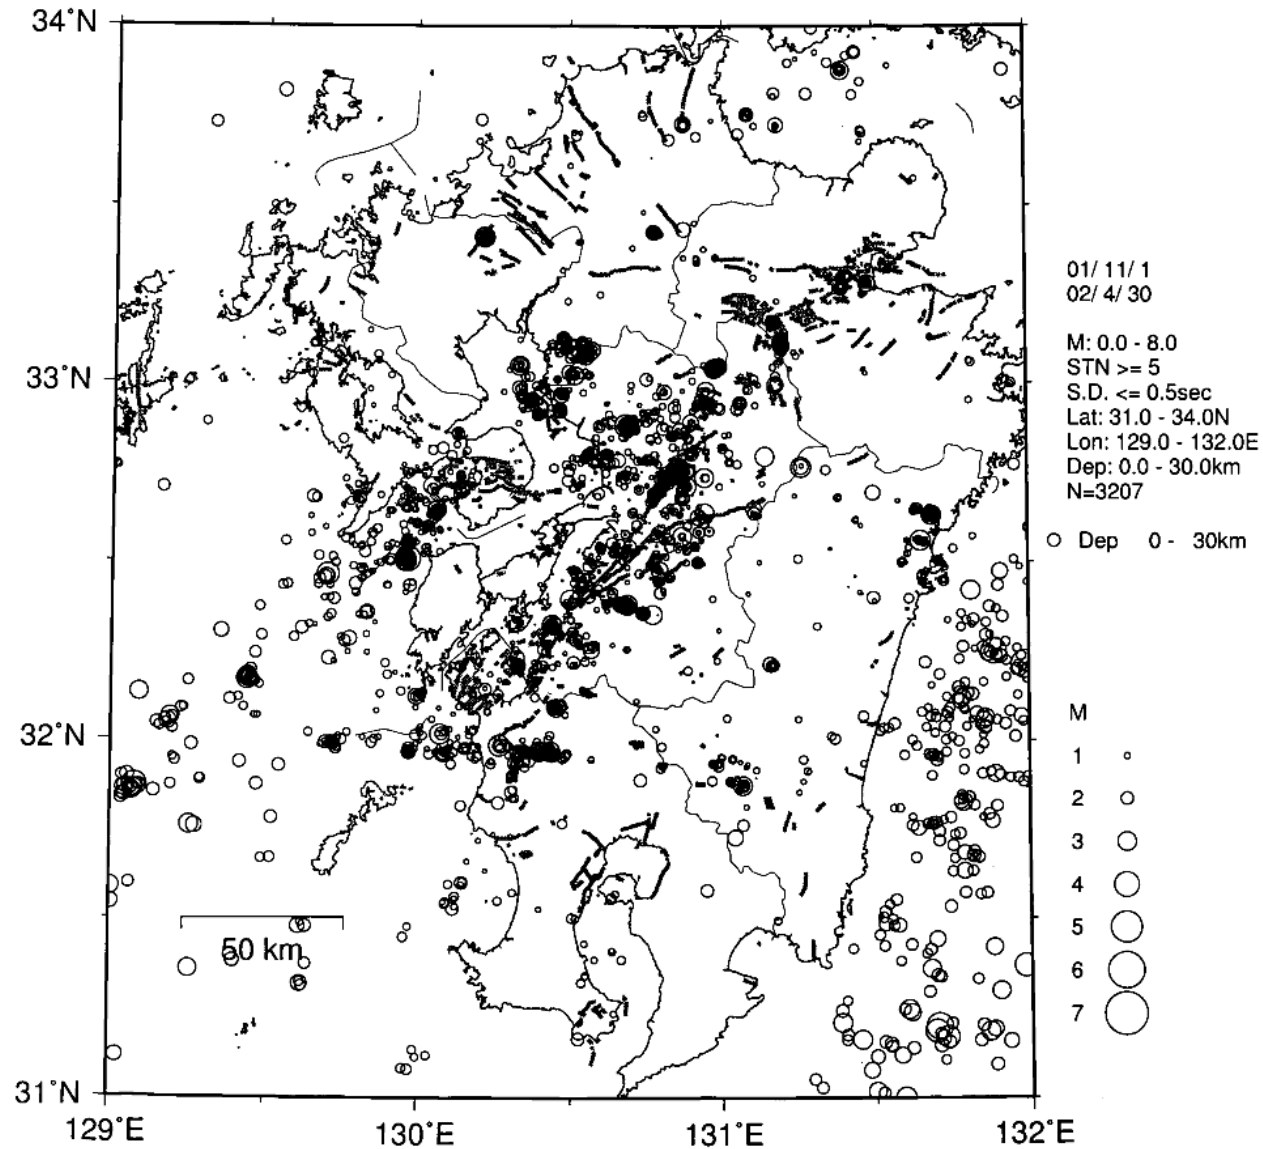 34°N
33°N
32°N
31°N
129°E
130°E
131°E
132°E
50 km
01/ 11/ 1
02/ 4/ 30
M: 0.0 - 8.0
STN >= 5
S.D. <= 0.5sec
Lat: 31.0 - 34.0N
Lon: 129.0 - 132.0E
Dep: 0.0 - 30.0km
N=3207
Dep 0 - 30km
M
1
2
3
4
5
6
7